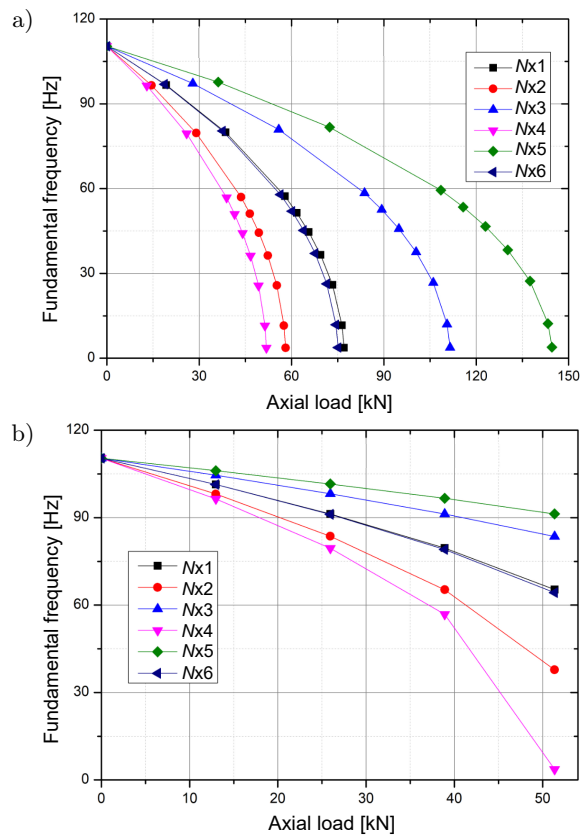 a)
120
90
60
30
0
Fundamental frequency [Hz]
Nx1
Nx2
Nx3
Nx4
Nx5
Nx6
0 30 60 90 120 150
Axial load [kN]
b)
120
90
60
30
0
Fundamental frequency [Hz]
Nx1
Nx2
Nx3
Nx4
Nx5
Nx6
0 10 20 30 40 50
Axial load [kN]